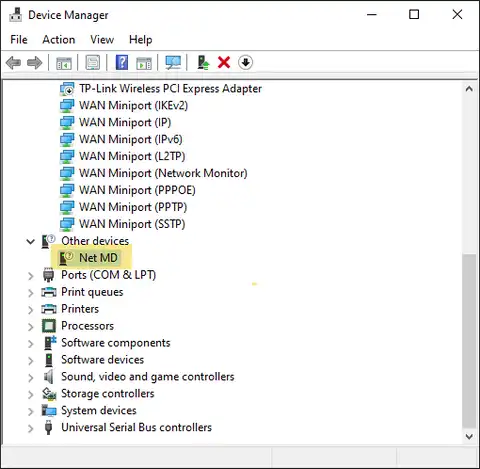 Device Manager
File Action View Help
TP-Link Wireless PCI Express Adapter
WAN Miniport (IKEv2)
WAN Miniport (IP)
WAN Miniport (IPv6)
WAN Miniport (L2TP)
WAN Miniport (Network Monitor)
WAN Miniport (PPPOE)
WAN Miniport (PPTP)
WAN Miniport (SSTP)
Other devices
Net MD
Ports (COM & LPT)
Print queues
Printers
Processors
Software components
Software devices
Sound, video and game controllers
Storage controllers
System devices
Universal Serial Bus controllers